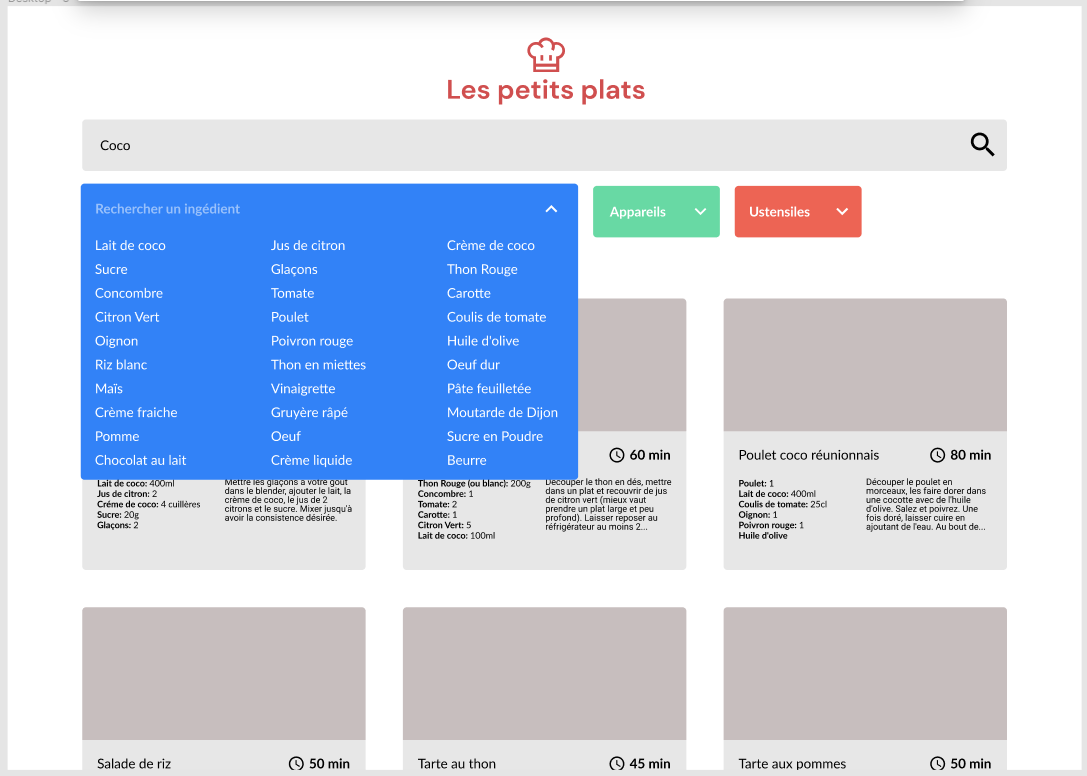 Les petits plats
Coco
Rechercher un ingédient
Appareils
Ustensiles
Lait de coco Jus de citron Crème de coco
Sucre Glaçons Thon Rouge
Concombre Tomate Carotte
Citron Vert Poulet Coulis de tomate
Oignon Poivron rouge Huile d'olive
Riz blanc Thon en miettes Oeuf dur
Maïs Vinaigrette Pâte feuilletée
Crème fraiche Gruyère râpé Moutarde de Dijon
Pomme Oeuf Sucre en Poudre
Chocolat au lait Crème liquide Beurre
Lait de coco: 400ml
Jus de citron: 2
Créme de coco: 4 cuillères
Sucre: 20g
Glaçons: 2
Mettre les glaçons à votre goût
dans le blender, ajouter le lait, la
crème de coco, le jus de 2
citrons et le sucre. Mixer jusqu'à
avoir la consistence désirée.
60 min
Thon Rouge (ou blanc): 200g
Concombre: 1
Tomate: 2
Carotte: 1
Citron Vert: 5
Lait de coco: 100ml
Découper le thon en dés, mettre
dans un plat et recouvrir de jus
de citron vert (mieux vaut
prendre un plat large et peu
profond). Laisser reposer au
réfrigérateur au moins 2...
Poulet coco réunionnais
80 min
Poulet: 1
Lait de coco: 400ml
Coulis de tomate: 25cl
Oignon: 1
Poivron rouge: 1
Huile d'olive
Découper le poulet en
morceaux, les faire dorer dans
une cocotte avec de l'huile
d'olive. Salez et poivrez. Une
fois doré, laisser cuire en
ajoutant de l'eau. Au bout de...
Salade de riz
50 min
Tarte au thon
45 min
Tarte aux pommes
50 min